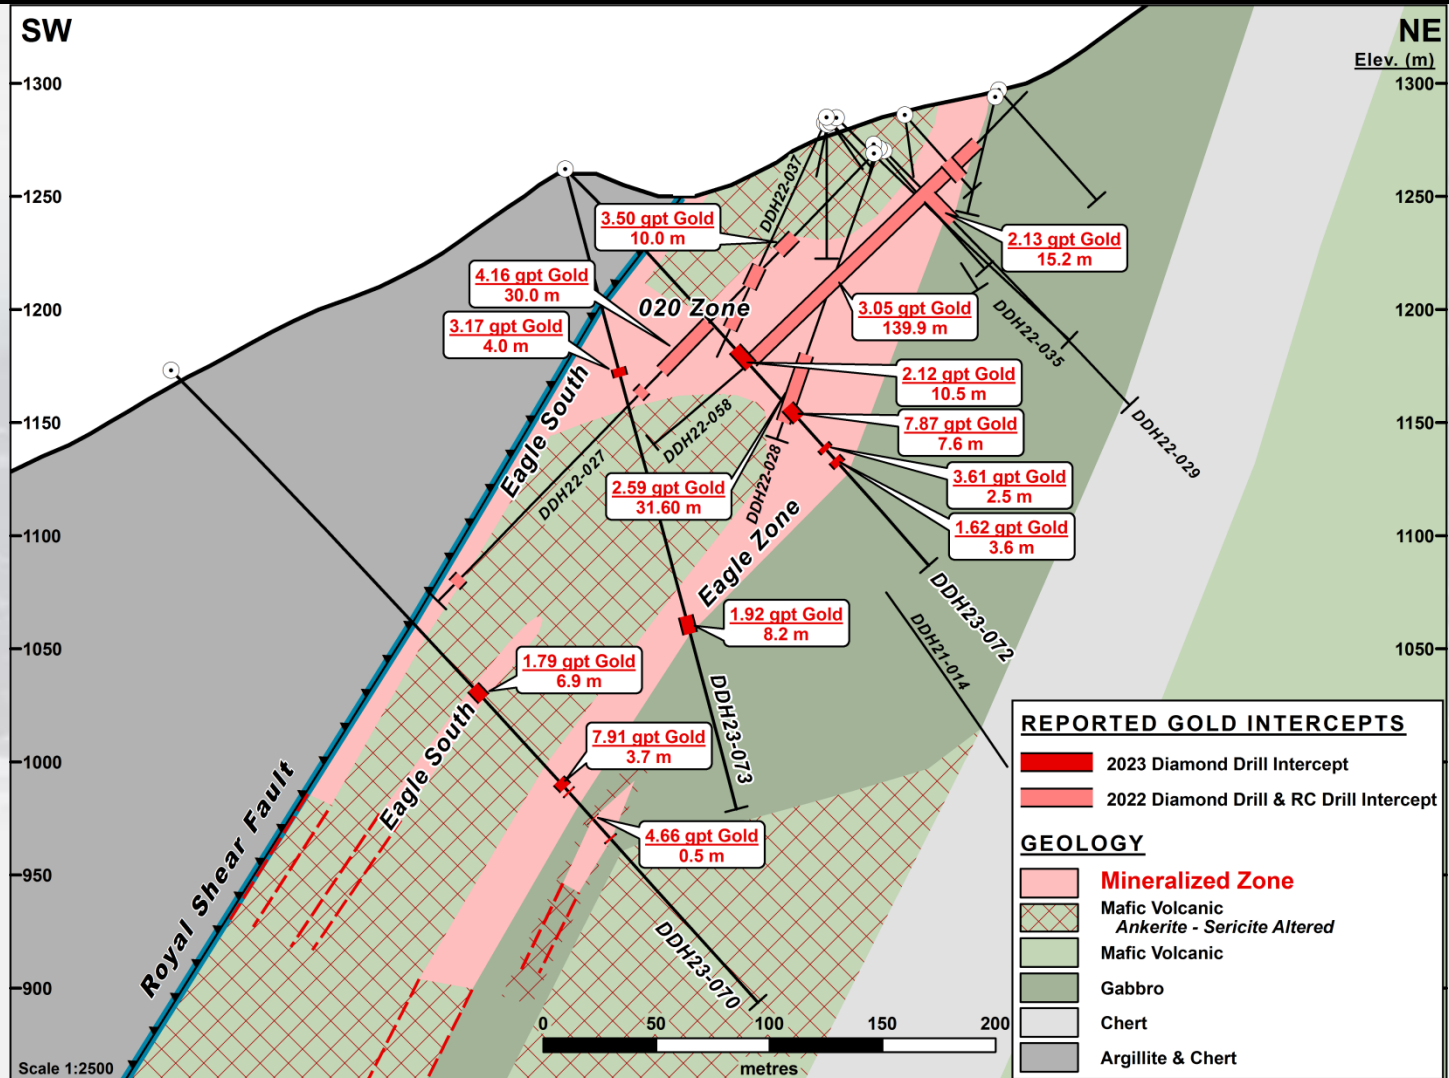 SW
NE
Elev. (m)
1300
1300
1250
1250
1200
1200
1150
1150
1100
1100
1050
1050
1000
950
900
DDH22-037
3.50 gpt Gold
10.0 m
2.13 gpt Gold
15.2 m
4.16 gpt Gold
30.0 m
020 Zone
3.05 gpt Gold
139.9 m
3.17 gpt Gold
4.0 m
DDH22-035
2.12 gpt Gold
10.5 m
Eagle South
DDH22-058
7.87 gpt Gold
7.6 m
DDH22-029
DDH22-027
2.59 gpt Gold
31.60 m
DDH22-028
3.61 gpt Gold
2.5 m
1.62 gpt Gold
3.6 m
Eagle Zone
DDH23-072
1.92 gpt Gold
8.2 m
DDH21-014
1.79 gpt Gold
6.9 m
DDH23-073
Eagle South
7.91 gpt Gold
3.7 m
4.66 gpt Gold
0.5 m
Royal Shear Fault
DDH23-070
REPORTED GOLD INTERCEPTS
2023 Diamond Drill Intercept
2022 Diamond Drill & RC Drill Intercept
GEOLOGY
Mineralized Zone
Mafic Volcanic
Ankerite - Sericite Altered
Mafic Volcanic
Gabbro
Chert
Argillite & Chert
0 50 100 150 200
metres
Scale 1:2500